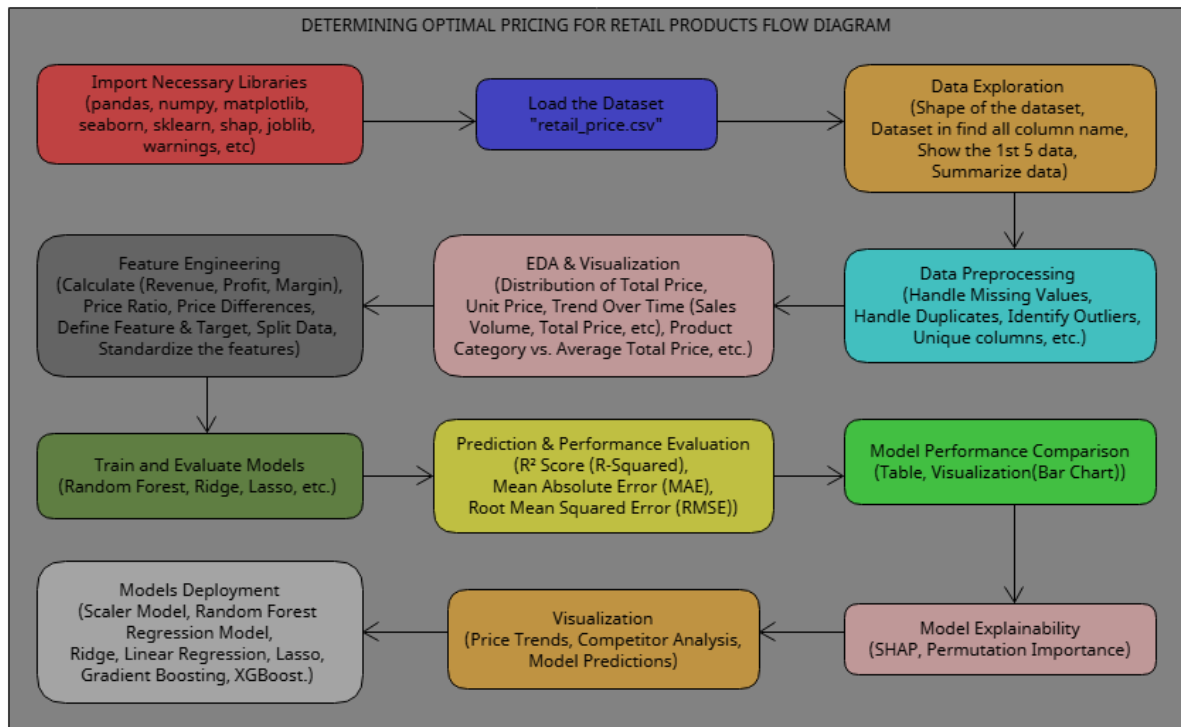 DETERMINING OPTIMAL PRICING FOR RETAIL PRODUCTS FLOW DIAGRAM
Import Necessary Libraries
(pandas, numpy, matplotlib,
seaborn, sklearn, shap, joblib,
warnings, etc)
Load the Dataset
"retail_price.csv"
Data Exploration
(Shape of the dataset,
Dataset in find all column name,
Show the 1st 5 data,
Summarize data)
Data Preprocessing
(Handle Missing Values,
Handle Duplicates, Identify Outliers,
Unique columns, etc.)
EDA & Visualization
(Distribution of Total Price,
Unit Price, Trend Over Time (Sales
Volume, Total Price, etc), Product
Category vs. Average Total Price, etc.)
Feature Engineering
(Calculate (Revenue, Profit, Margin),
Price Ratio, Price Differences,
Define Feature & Target, Split Data,
Standardize the features)
Train and Evaluate Models
(Random Forest, Ridge, Lasso, etc.)
Prediction & Performance Evaluation
(R² Score (R-Squared),
Mean Absolute Error (MAE),
Root Mean Squared Error (RMSE))
Model Performance Comparison
(Table, Visualization(Bar Chart))
Model Explainability
(SHAP, Permutation Importance)
Visualization
(Price Trends, Competitor Analysis,
Model Predictions)
Models Deployment
(Scaler Model, Random Forest
Regression Model,
Ridge, Linear Regression, Lasso,
Gradient Boosting, XGBoost.)